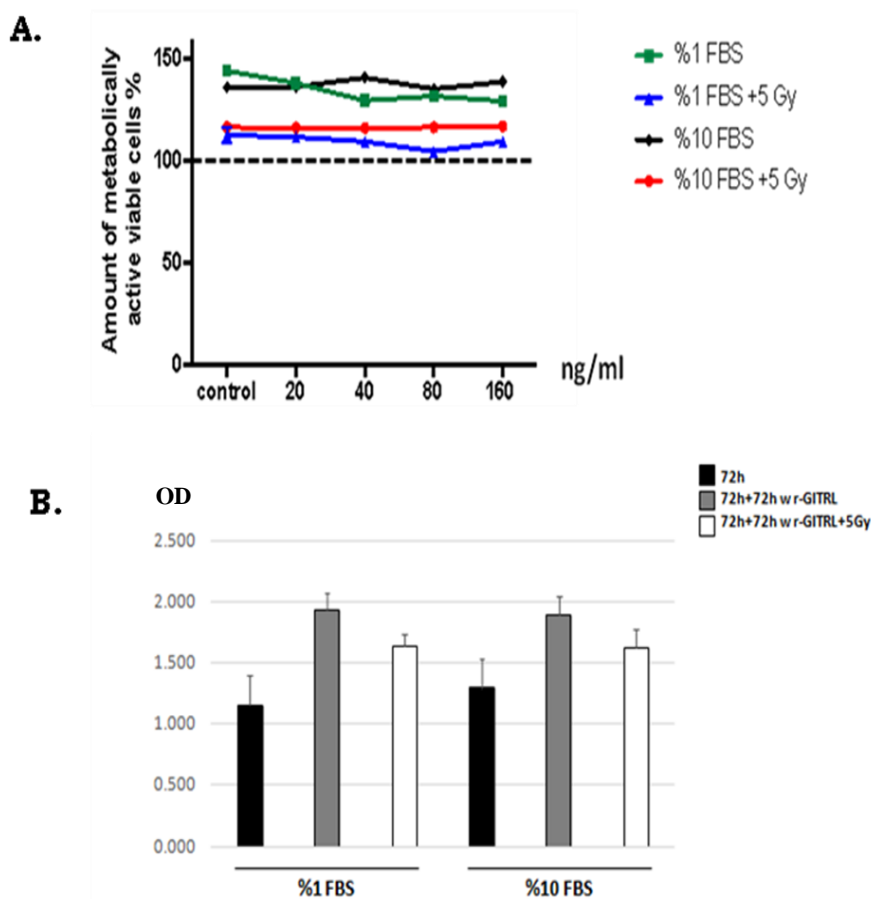 A.
Amount of metabolically
active viable cells %
150
100
50
0
control 20 40 80 160
ng/ml
%1 FBS
%1 FBS +5 Gy
%10 FBS
%10 FBS +5 Gy
B.
OD
72h
72h+72h w r-GITRL
72h+72h w r-GITRL+5Gy
2.500
2.000
1.500
1.000
0.500
0.000
%1 FBS
%10 FBS